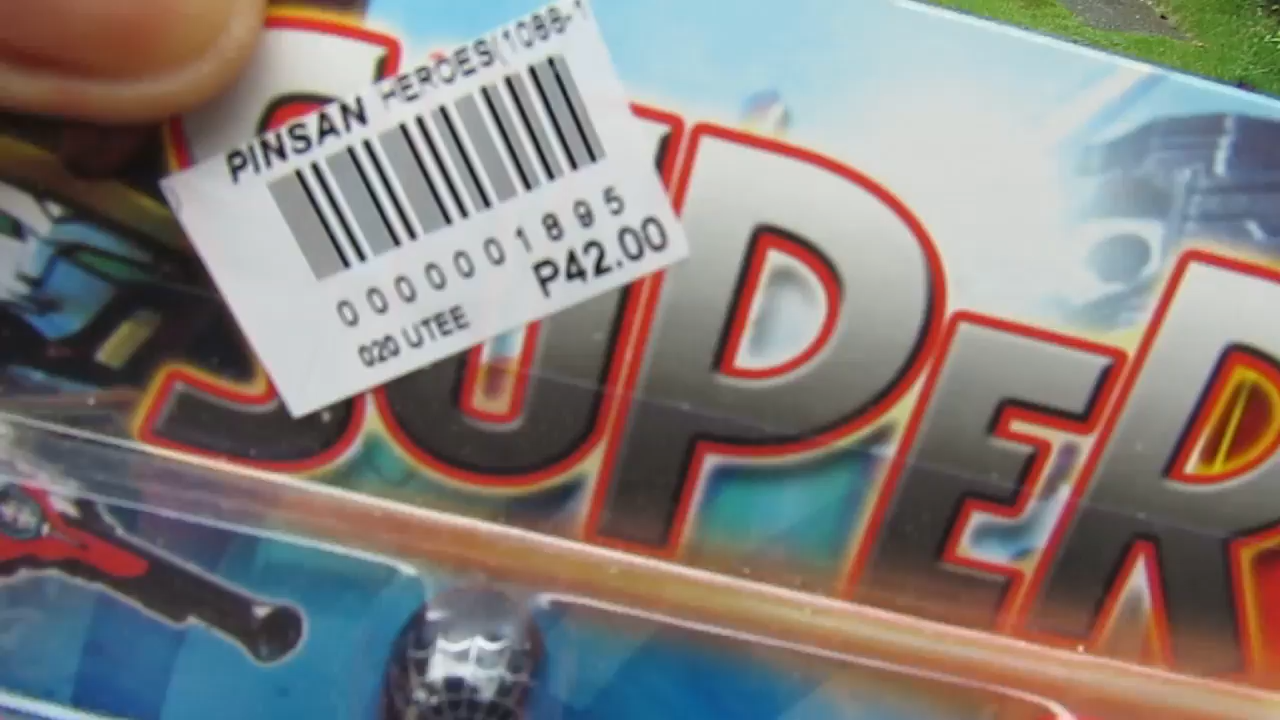 PINSAN HEROES(1088-1
0000001895
P42.00
020 UTEE
SUPER